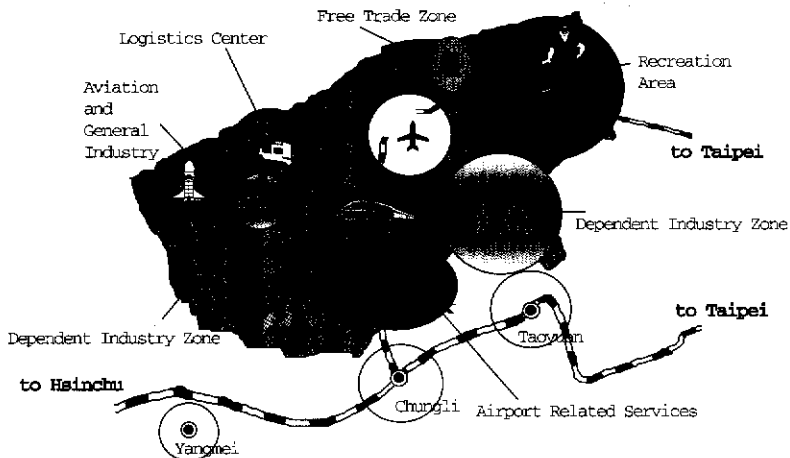 Free Trade Zone
Logistics Center
Recreation
Area
Aviation
and
General
Industry
to Taipei
Dependent Industry Zone
to Taipei
Taoyuan
Dependent Industry Zone
to Hsinchu
Chungli
Airport Related Services
Yangmei